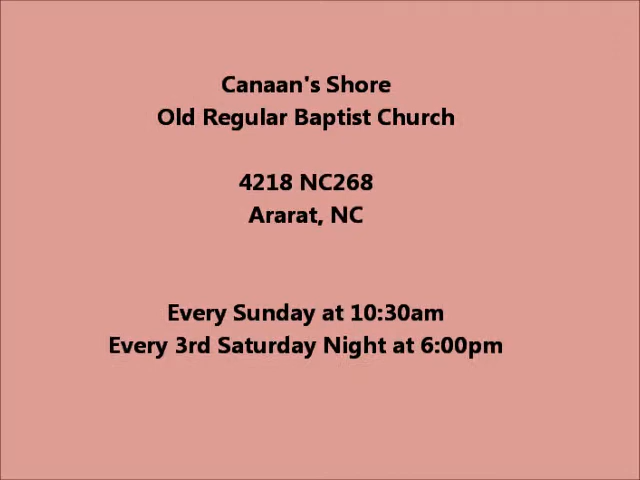 Canaan's Shore
Old Regular Baptist Church
4218 NC268
Ararat, NC
Every Sunday at 10:30am
Every 3rd Saturday Night at 6:00pm